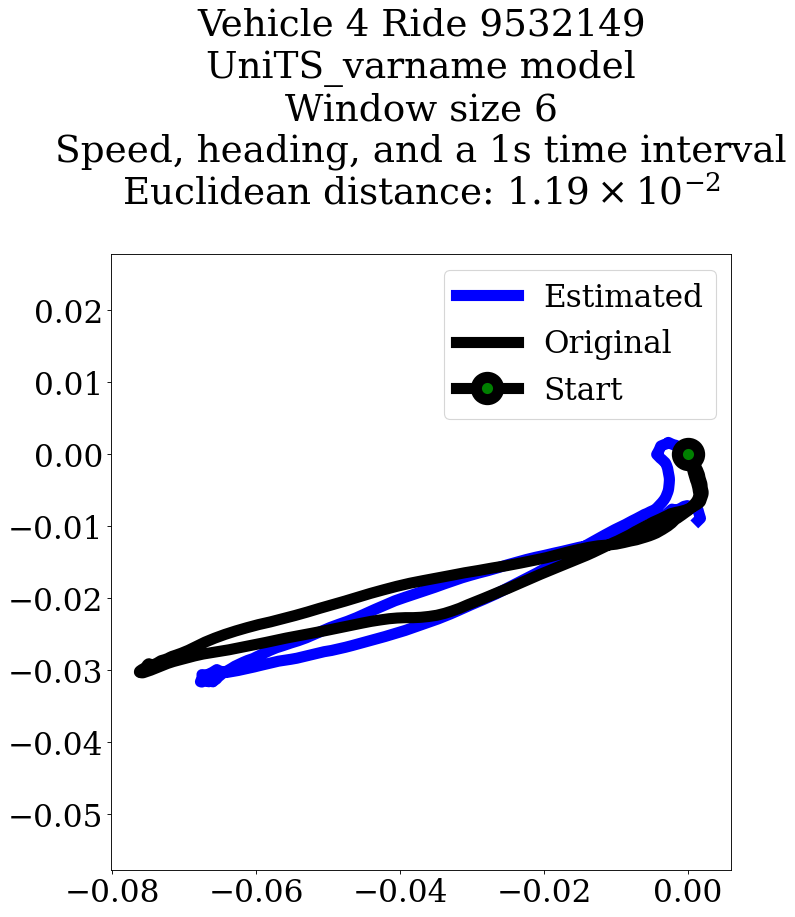 Vehicle 4 Ride 9532149
UniTS_varname model
Window size 6
Speed, heading, and a 1s time interval
Euclidean distance: 1.19 × 10⁻²
Estimated
Original
Start
0.02
0.01
0.00
−0.01
−0.02
−0.03
−0.04
−0.05
−0.08 −0.06 −0.04 −0.02 0.00